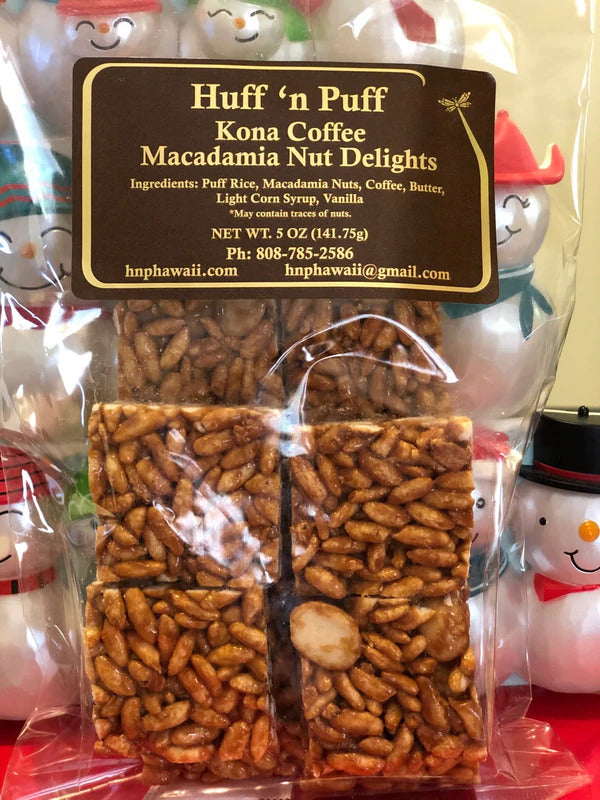 Huff ‘n Puff
Kona Coffee
Macadamia Nut Delights
Ingredients: Puff Rice, Macadamia Nuts, Coffee, Butter,
Light Corn Syrup, Vanilla
*May contain traces of nuts.
NET WT. 5 OZ (141.75g)
Ph: 808-785-2586
hnphawaii.com hnphawaii@gmail.com